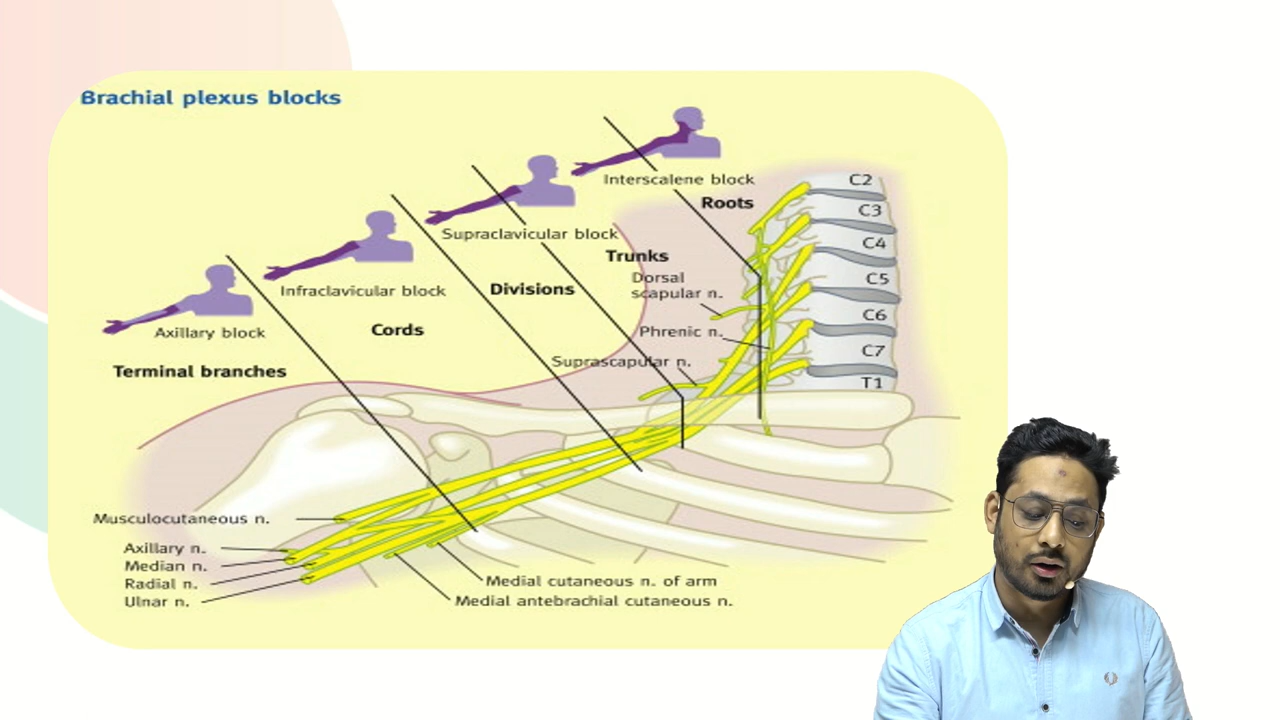 Brachial plexus blocks
Interscalene block
Roots
C2
C3
C4
C5
C6
C7
T1
Supraclavicular block
Trunks
Dorsal
scapular n.
Phrenic n.
Suprascapular n.
Divisions
Infraclavicular block
Cords
Axillary block
Terminal branches
Musculocutaneous n.
Axillary n.
Median n.
Radial n.
Ulnar n.
Medial cutaneous n. of arm
Medial antebrachial cutaneous n.